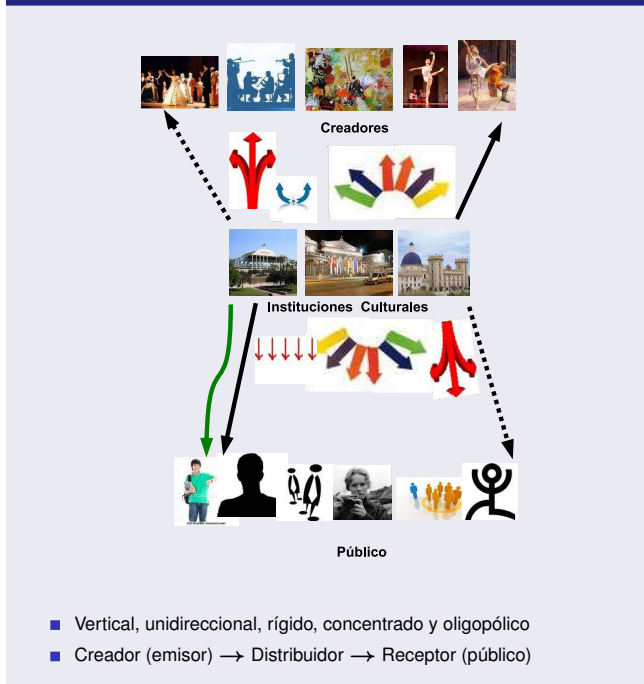 Creadores
Instituciones Culturales
Público
Vertical, unidireccional, rígido, concentrado y oligopólico
Creador (emisor) → Distribuidor → Receptor (público)